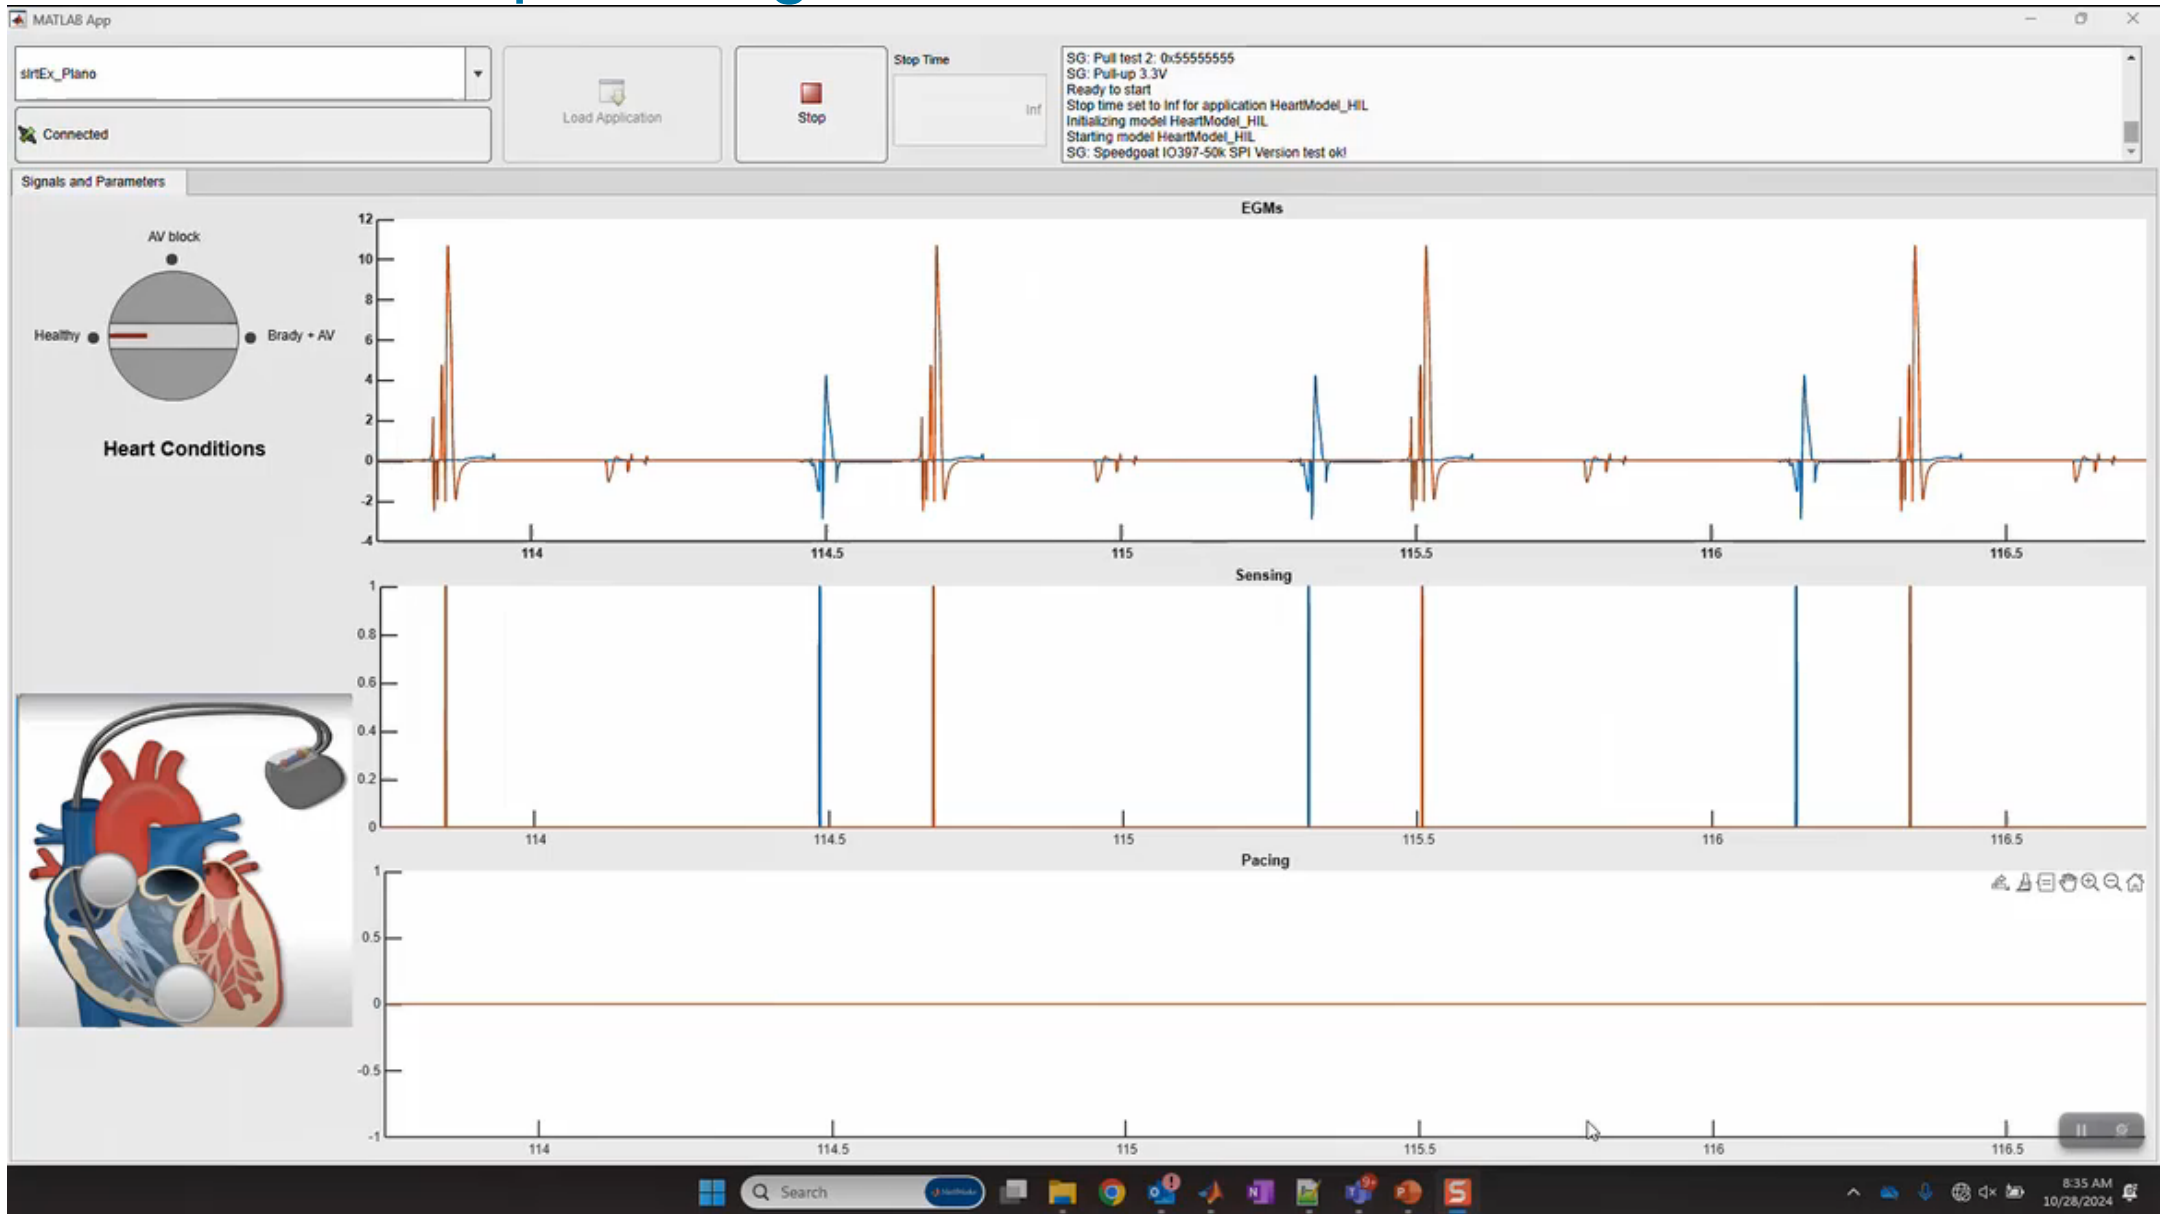 MATLAB App
slrtEx_Plano
Connected
Load Application
Stop
Stop Time
Inf
SG: Pull test 2: 0x55555555
SG: Pull-up 3.3V
Ready to start
Stop time set to Inf for application HeartModel_HIL
Initializing model HeartModel_HIL
Starting model HeartModel_HIL
SG: Speedgoat IO397-50k SPI Version test ok!
Signals and Parameters
AV block
Healthy
Brady + AV
Heart Conditions
EGMs
12
10
8
6
4
2
0
-2
-4
114 114.5 115 115.5 116 116.5
Sensing
1
0.8
0.6
0.4
0.2
0
114 114.5 115 115.5 116 116.5
Pacing
1
0.5
0
-0.5
-1
114 114.5 115 115.5 116 116.5
Search
9+
8:35 AM
10/28/2024